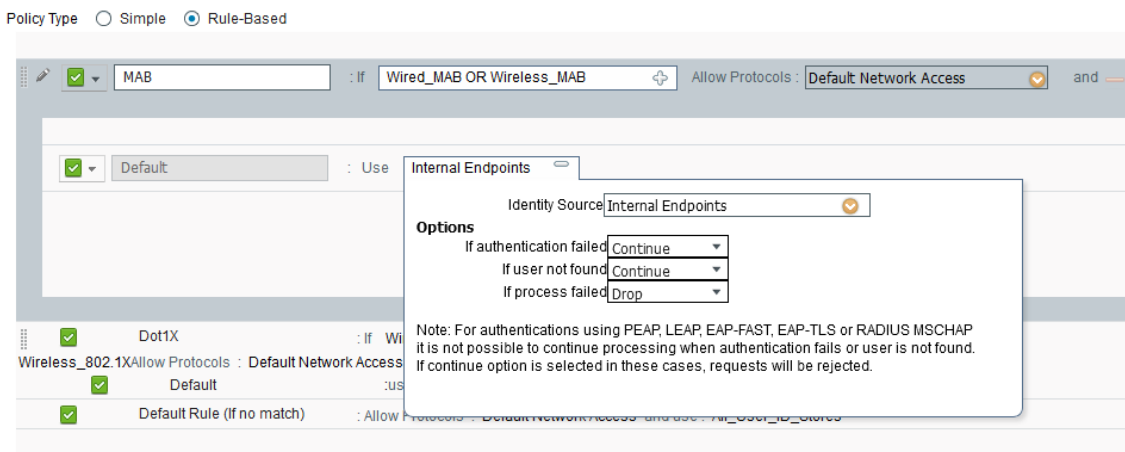 Policy Type Simple Rule-Based
MAB : If Wired_MAB OR Wireless_MAB Allow Protocols : Default Network Access and
Default : Use Internal Endpoints
Identity Source Internal Endpoints
Options
If authentication failed Continue
If user not found Continue
If process failed Drop
Note: For authentications using PEAP, LEAP, EAP-FAST, EAP-TLS or RADIUS MSCHAP
it is not possible to continue processing when authentication fails or user is not found.
If continue option is selected in these cases, requests will be rejected.
Dot1X : If Wi
Wireless_802.1XAllow Protocols : Default Network Access
Default :us
Default Rule (If no match) : Allow Protocols : Default Network Access and use : All_User_ID_Stores